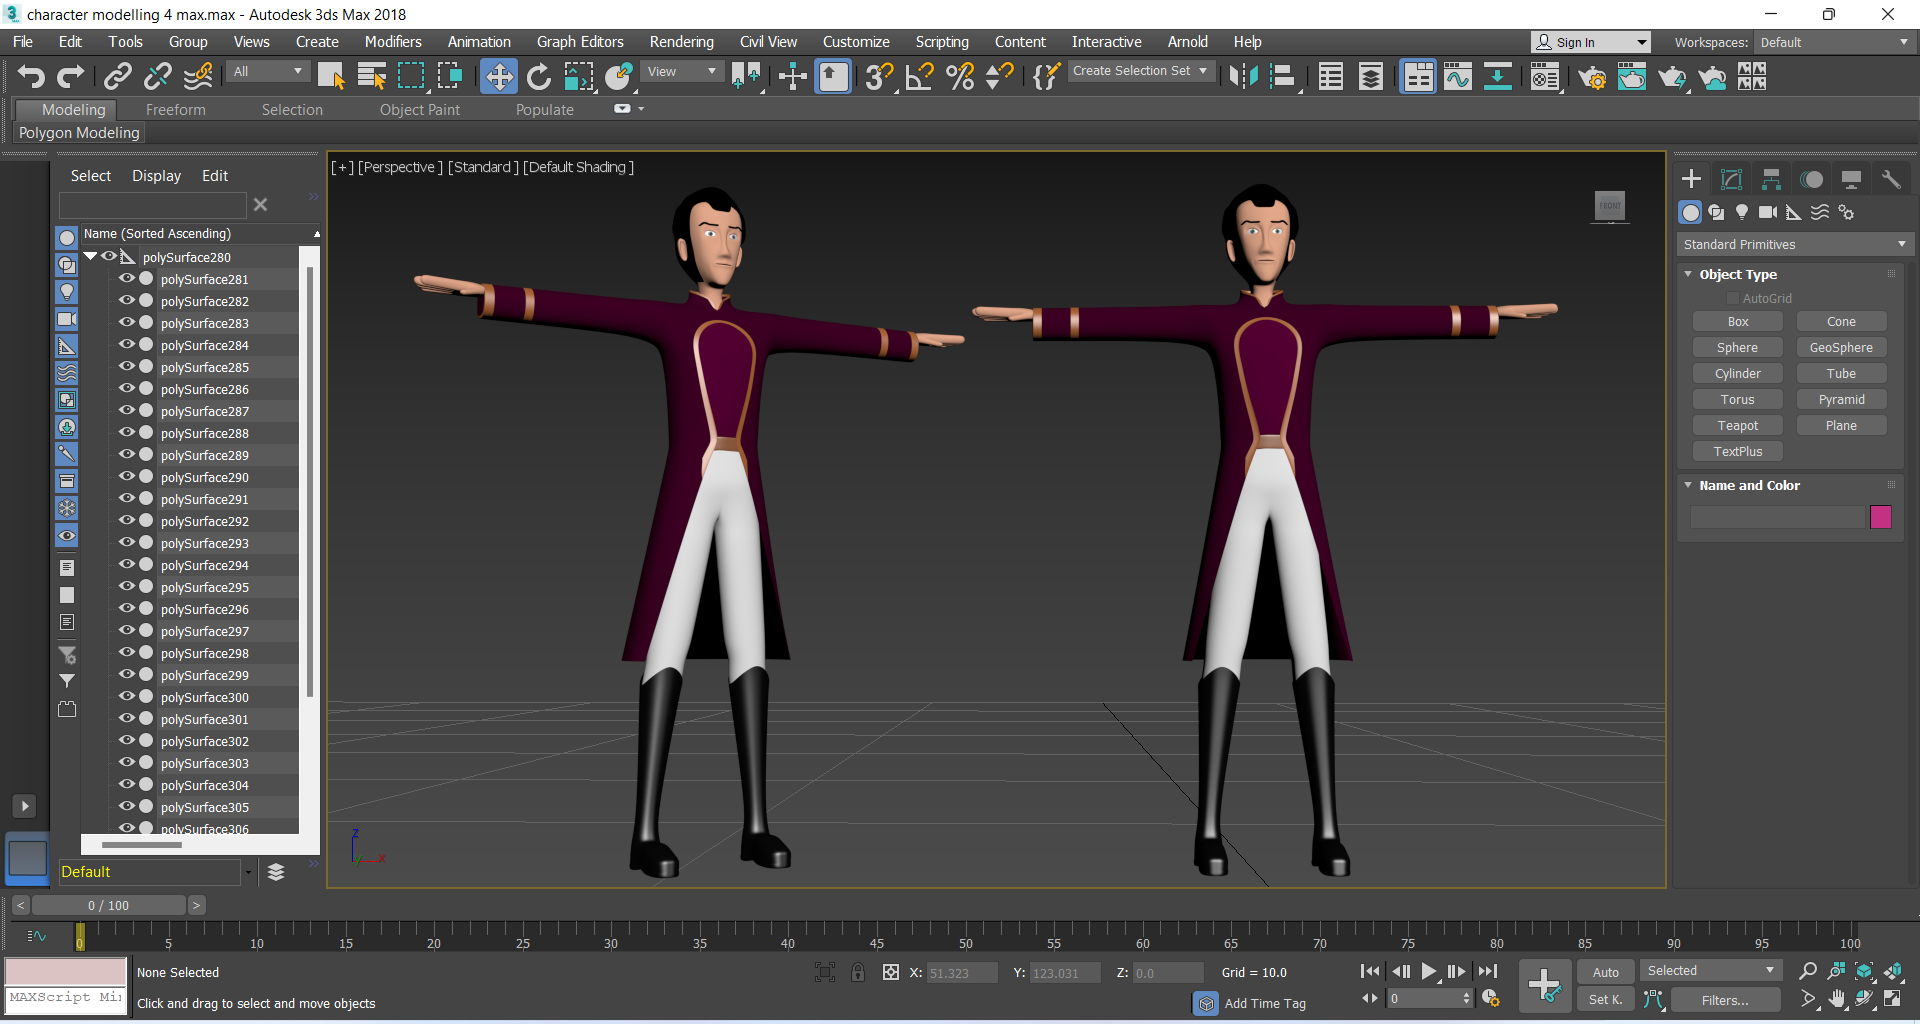 3 character modelling 4 max.max - Autodesk 3ds Max 2018
File Edit Tools Group Views Create Modifiers Animation Graph Editors Rendering Civil View Customize Scripting Content Interactive Arnold Help
Sign In
Workspaces: Default
All
View
Create Selection Set
Modeling Freeform Selection Object Paint Populate
Polygon Modeling
Select Display Edit
Name (Sorted Ascending)
polySurface280
polySurface281
polySurface282
polySurface283
polySurface284
polySurface285
polySurface286
polySurface287
polySurface288
polySurface289
polySurface290
polySurface291
polySurface292
polySurface293
polySurface294
polySurface295
polySurface296
polySurface297
polySurface298
polySurface299
polySurface300
polySurface301
polySurface302
polySurface303
polySurface304
polySurface305
polySurface306
Default
[+] [Perspective ] [Standard ] [Default Shading ]
FRONT
z
y
x
Standard Primitives
Object Type
AutoGrid
Box Cone
Sphere GeoSphere
Cylinder Tube
Torus Pyramid
Teapot Plane
TextPlus
Name and Color
< 0 / 100 >
0 5 10 15 20 25 30 35 40 45 50 55 60 65 70 75 80 85 90 95 100
MAXScript Mi
None Selected
Click and drag to select and move objects
X: 51.323 Y: 123.031 Z: 0.0 Grid = 10.0
Add Time Tag
0
Auto Selected
Set K. Filters...